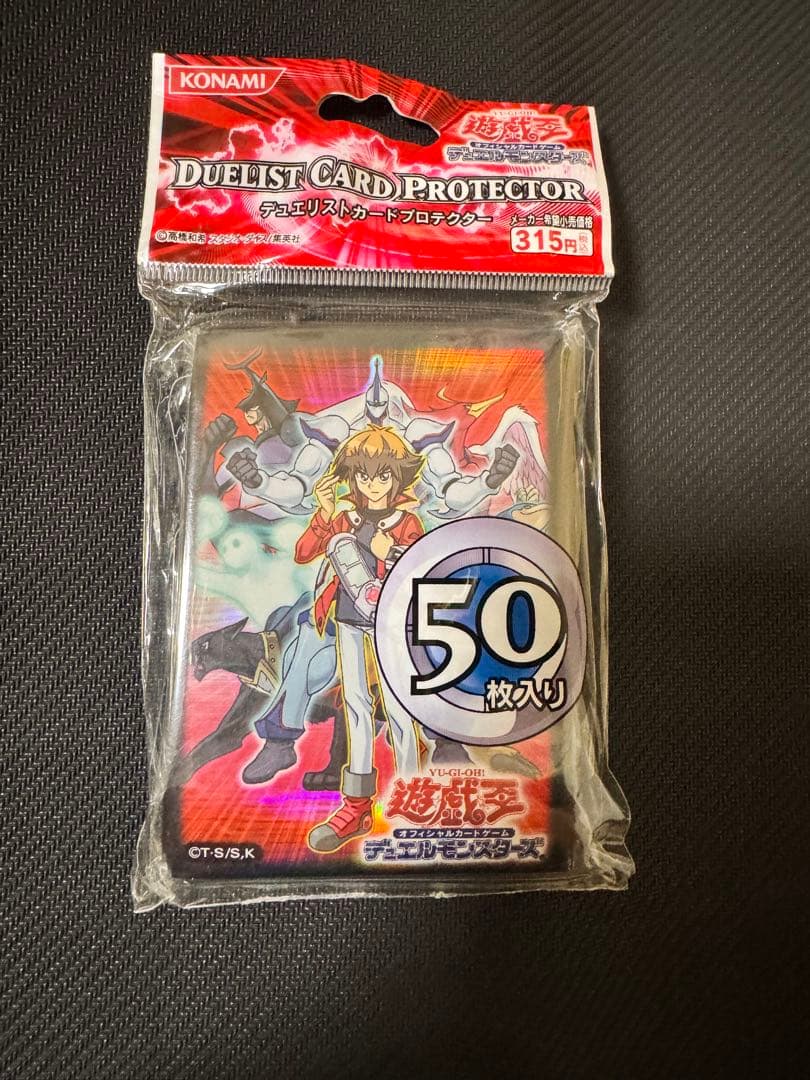 KONAMI
YU-GI-OH!
遊戯王
オフィシャルカードゲーム
デュエルモンスターズ
DUELIST CARD PROTECTOR
デュエリストカードプロテクター
メーカー希望小売価格
315円税込
©高橋和希 スタジオ・ダイス/集英社
50
枚入り
YU-GI-OH!
遊戯王
オフィシャルカードゲーム
デュエルモンスターズ
©T・S/S,K